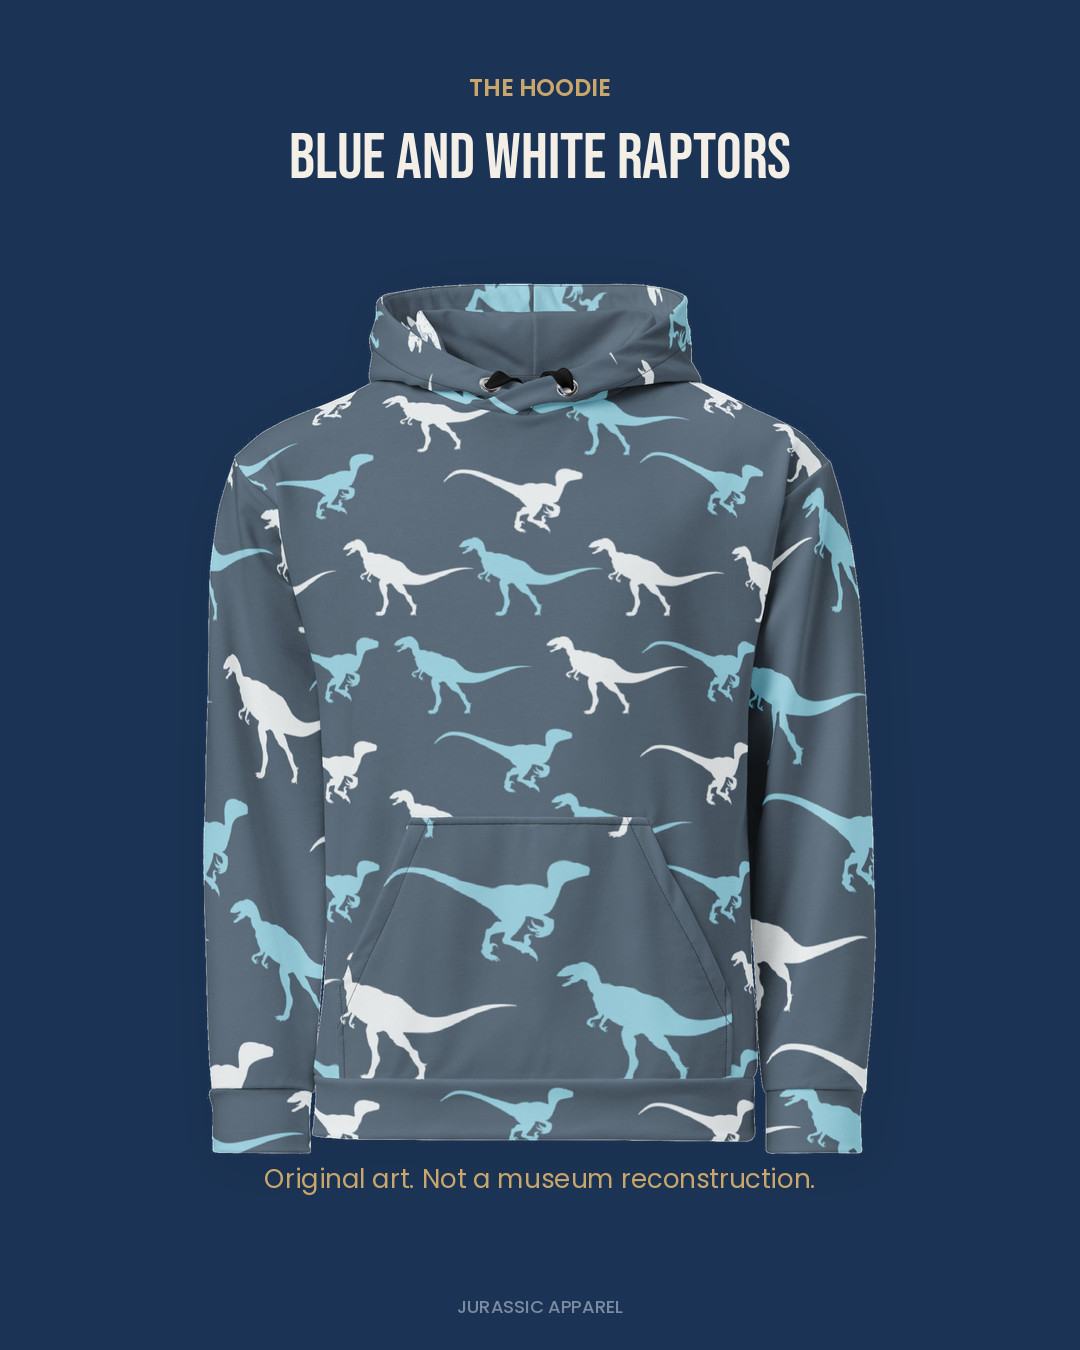 THE HOODIE
BLUE AND WHITE RAPTORS
Original art. Not a museum reconstruction.
JURASSIC APPAREL